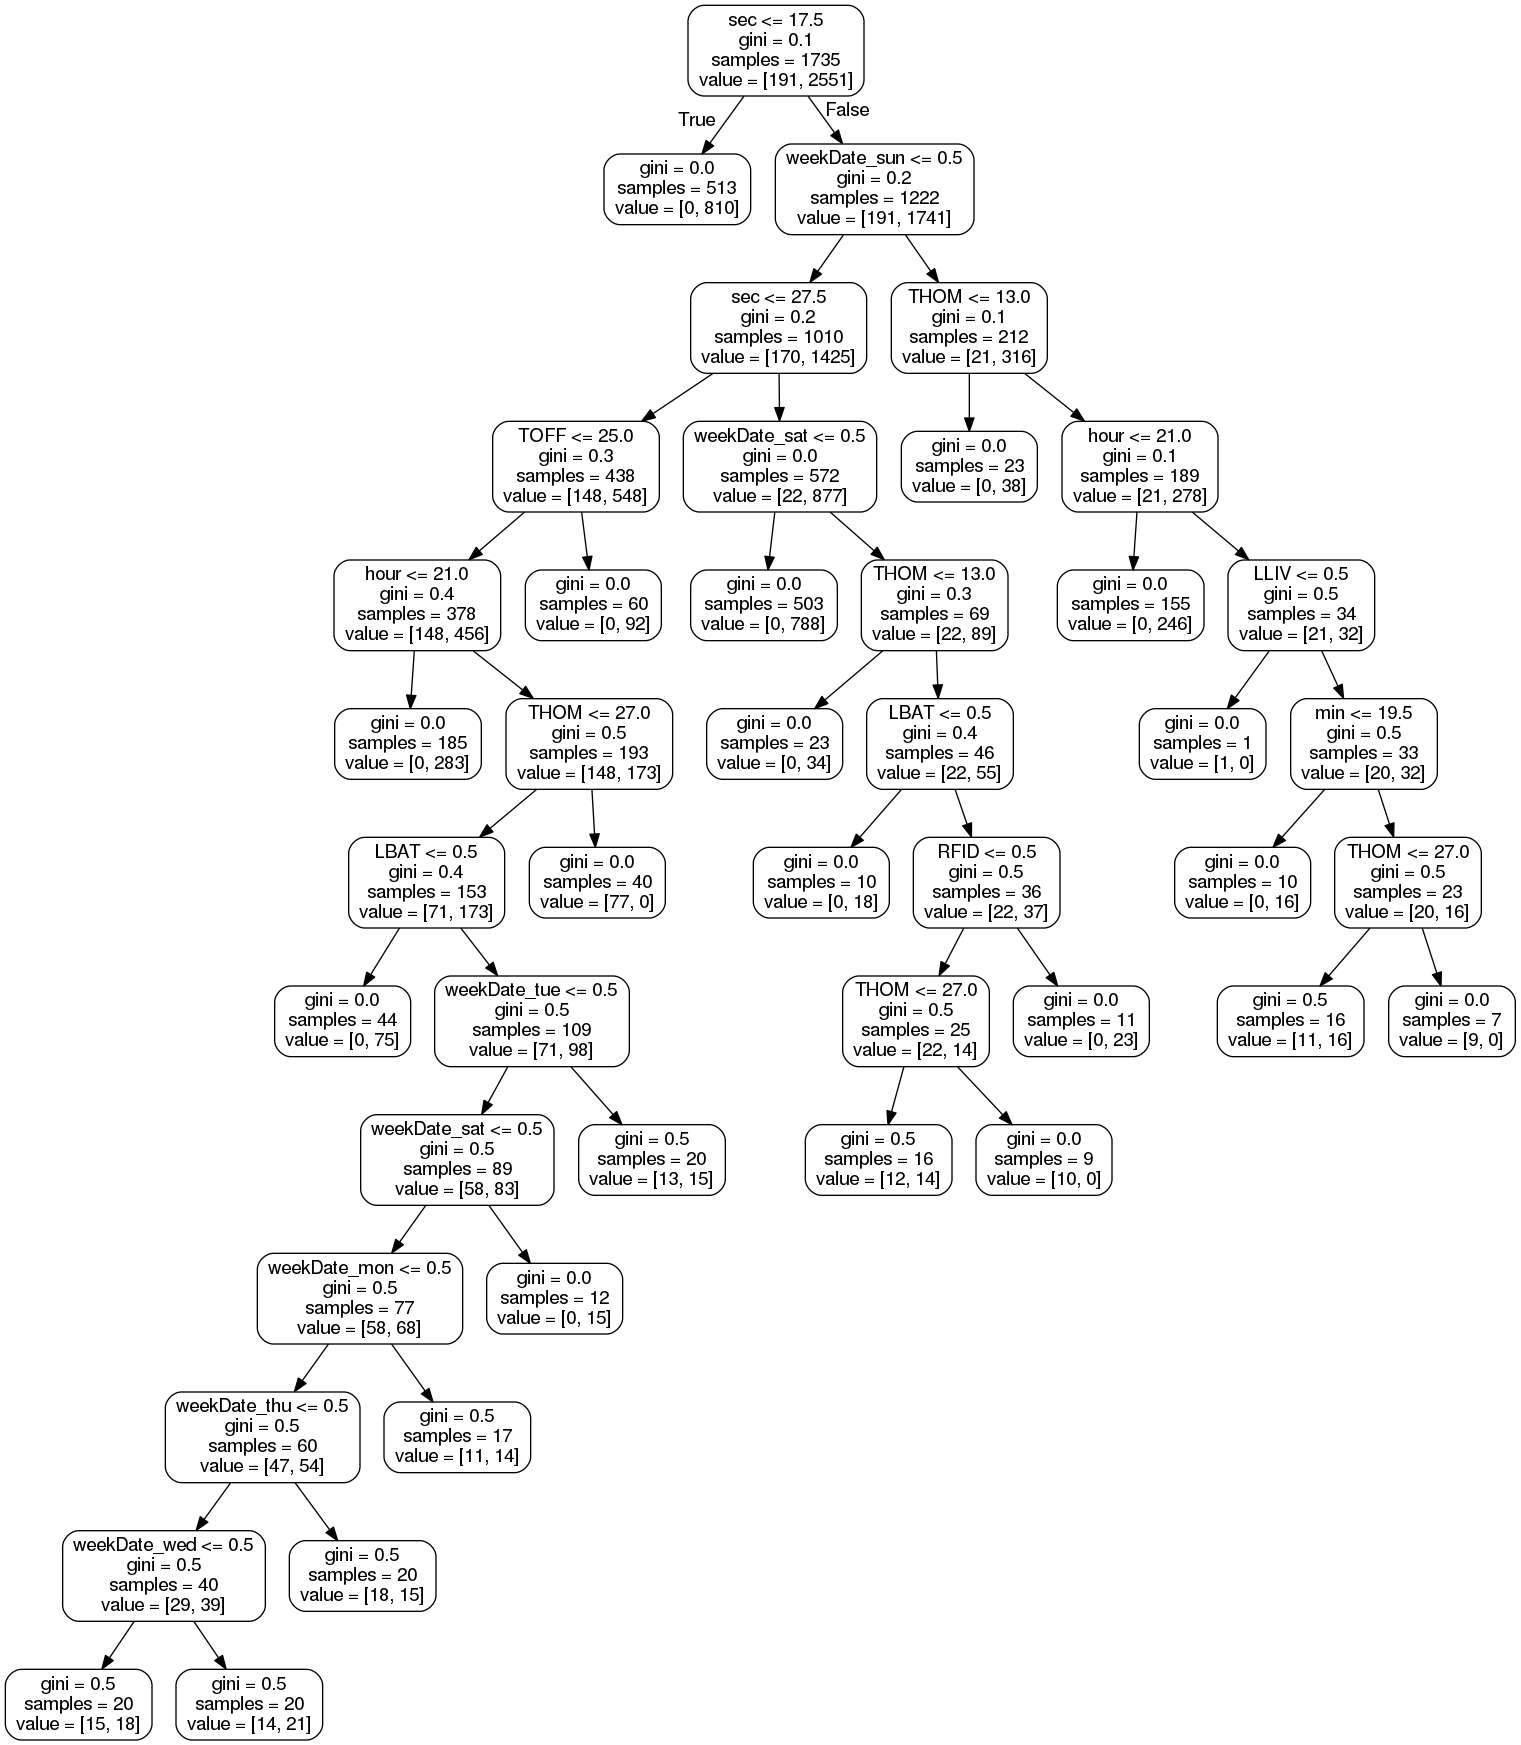 sec <= 17.5
gini = 0.1
samples = 1735
value = [191, 2551]
True
False
gini = 0.0
samples = 513
value = [0, 810]
weekDate_sun <= 0.5
gini = 0.2
samples = 1222
value = [191, 1741]
sec <= 27.5
gini = 0.2
samples = 1010
value = [170, 1425]
THOM <= 13.0
gini = 0.1
samples = 212
value = [21, 316]
TOFF <= 25.0
gini = 0.3
samples = 438
value = [148, 548]
weekDate_sat <= 0.5
gini = 0.0
samples = 572
value = [22, 877]
gini = 0.0
samples = 23
value = [0, 38]
hour <= 21.0
gini = 0.1
samples = 189
value = [21, 278]
hour <= 21.0
gini = 0.4
samples = 378
value = [148, 456]
gini = 0.0
samples = 60
value = [0, 92]
gini = 0.0
samples = 503
value = [0, 788]
THOM <= 13.0
gini = 0.3
samples = 69
value = [22, 89]
gini = 0.0
samples = 155
value = [0, 246]
LLIV <= 0.5
gini = 0.5
samples = 34
value = [21, 32]
gini = 0.0
samples = 185
value = [0, 283]
THOM <= 27.0
gini = 0.5
samples = 193
value = [148, 173]
gini = 0.0
samples = 23
value = [0, 34]
LBAT <= 0.5
gini = 0.4
samples = 46
value = [22, 55]
gini = 0.0
samples = 1
value = [1, 0]
min <= 19.5
gini = 0.5
samples = 33
value = [20, 32]
LBAT <= 0.5
gini = 0.4
samples = 153
value = [71, 173]
gini = 0.0
samples = 40
value = [77, 0]
gini = 0.0
samples = 10
value = [0, 18]
RFID <= 0.5
gini = 0.5
samples = 36
value = [22, 37]
gini = 0.0
samples = 10
value = [0, 16]
THOM <= 27.0
gini = 0.5
samples = 23
value = [20, 16]
gini = 0.0
samples = 44
value = [0, 75]
weekDate_tue <= 0.5
gini = 0.5
samples = 109
value = [71, 98]
THOM <= 27.0
gini = 0.5
samples = 25
value = [22, 14]
gini = 0.0
samples = 11
value = [0, 23]
gini = 0.5
samples = 16
value = [11, 16]
gini = 0.0
samples = 7
value = [9, 0]
weekDate_sat <= 0.5
gini = 0.5
samples = 89
value = [58, 83]
gini = 0.5
samples = 20
value = [13, 15]
gini = 0.5
samples = 16
value = [12, 14]
gini = 0.0
samples = 9
value = [10, 0]
weekDate_mon <= 0.5
gini = 0.5
samples = 77
value = [58, 68]
gini = 0.0
samples = 12
value = [0, 15]
weekDate_thu <= 0.5
gini = 0.5
samples = 60
value = [47, 54]
gini = 0.5
samples = 17
value = [11, 14]
weekDate_wed <= 0.5
gini = 0.5
samples = 40
value = [29, 39]
gini = 0.5
samples = 20
value = [18, 15]
gini = 0.5
samples = 20
value = [15, 18]
gini = 0.5
samples = 20
value = [14, 21]